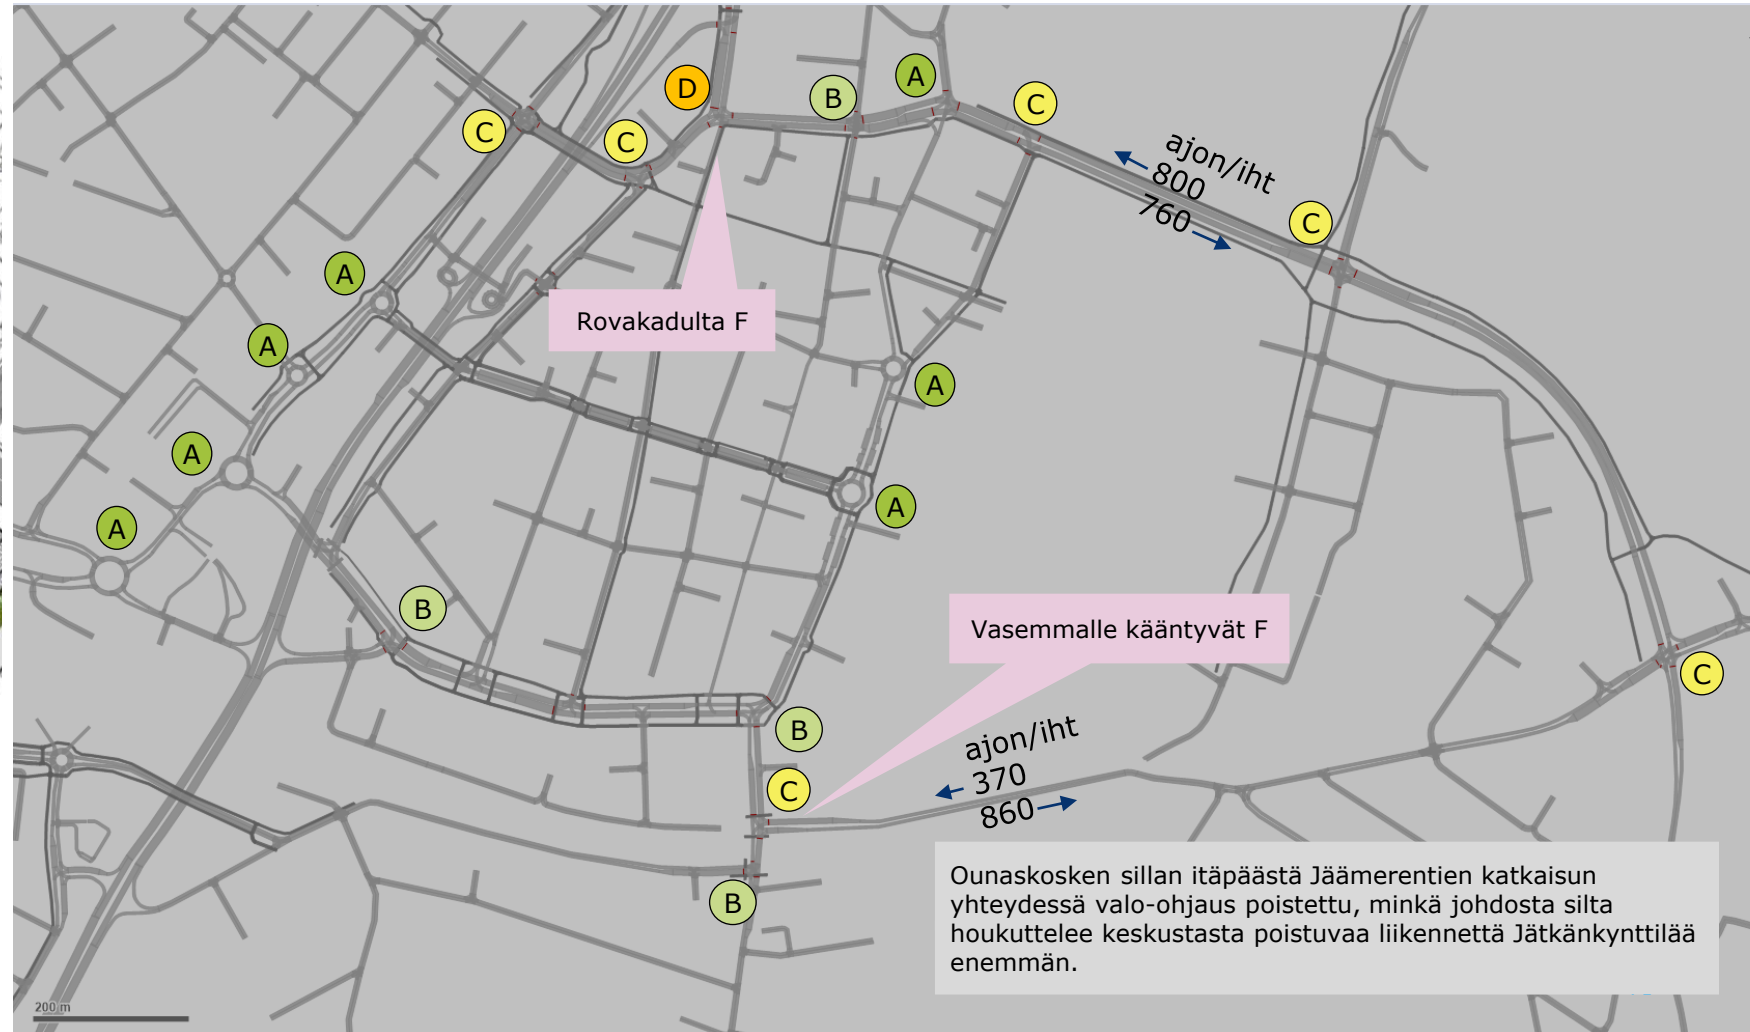 A
D
B
C
C
C
ajon/iht
800
760
C
A
Rovakadulta F
A
A
A
A
A
B
Vasemmalle kääntyvät F
C
B
ajon/iht
370
860
C
B
Ounaskosken sillan itäpäästä Jäämerentien katkaisun
yhteydessä valo-ohjaus poistettu, minkä johdosta silta
houkuttelee keskustasta poistuvaa liikennettä Jätkänkynttilää
enemmän.
200 m